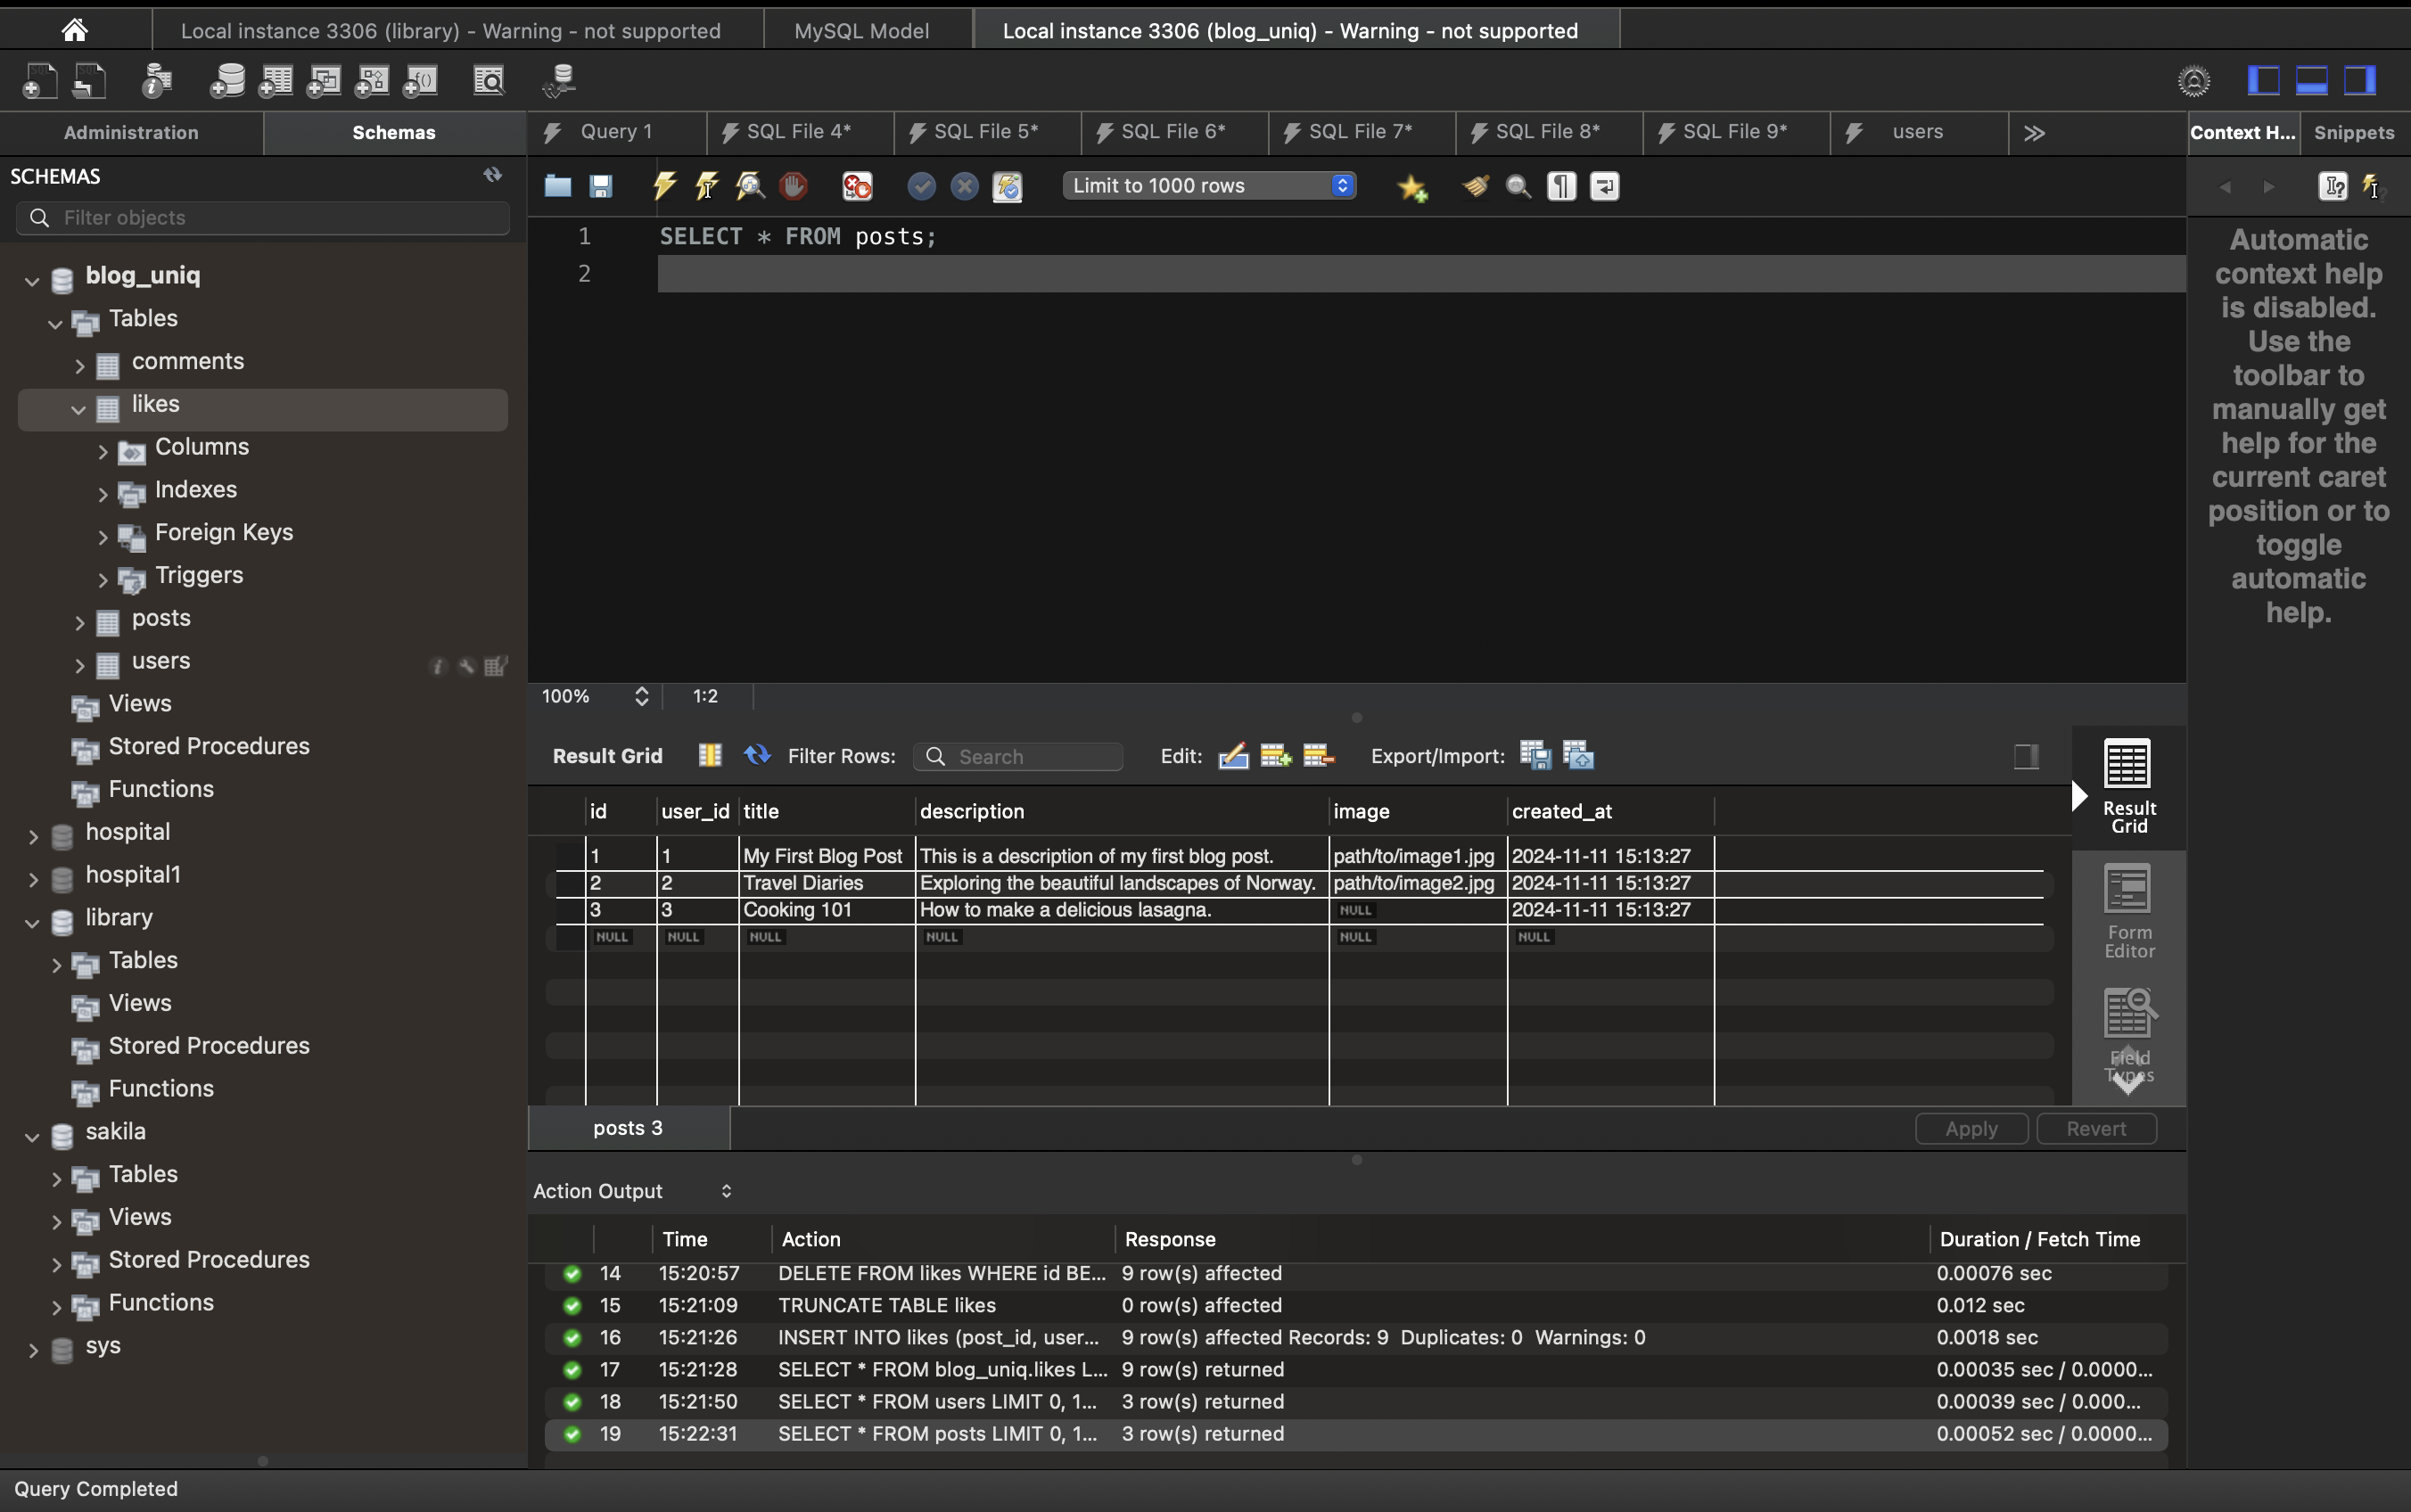 Local instance 3306 (library) - Warning - not supported
MySQL Model
Local instance 3306 (blog_uniq) - Warning - not supported
Administration
Schemas
Query 1
SQL File 4*
SQL File 5*
SQL File 6*
SQL File 7*
SQL File 8*
SQL File 9*
users
Context H...
Snippets
SCHEMAS
Filter objects
blog_uniq
Tables
comments
likes
Columns
Indexes
Foreign Keys
Triggers
posts
users
Views
Stored Procedures
Functions
hospital
hospital1
library
Tables
Views
Stored Procedures
Functions
sakila
Tables
Views
Stored Procedures
Functions
sys
Limit to 1000 rows
1 SELECT * FROM posts;
2
100% 1:2
Automatic
context help
is disabled.
Use the
toolbar to
manually get
help for the
current caret
position or to
toggle
automatic
help.
Result Grid Filter Rows: Search Edit: Export/Import:
id user_id title description image created_at
1 1 My First Blog Post This is a description of my first blog post. path/to/image1.jpg 2024-11-11 15:13:27
2 2 Travel Diaries Exploring the beautiful landscapes of Norway. path/to/image2.jpg 2024-11-11 15:13:27
3 3 Cooking 101 How to make a delicious lasagna. NULL 2024-11-11 15:13:27
NULL NULL NULL NULL NULL NULL
Result
Grid
Form
Editor
Field
Types
posts 3
Apply
Revert
Action Output
Time Action Response Duration / Fetch Time
14 15:20:57 DELETE FROM likes WHERE id BE... 9 row(s) affected 0.00076 sec
15 15:21:09 TRUNCATE TABLE likes 0 row(s) affected 0.012 sec
16 15:21:26 INSERT INTO likes (post_id, user... 9 row(s) affected Records: 9 Duplicates: 0 Warnings: 0 0.0018 sec
17 15:21:28 SELECT * FROM blog_uniq.likes L... 9 row(s) returned 0.00035 sec / 0.0000...
18 15:21:50 SELECT * FROM users LIMIT 0, 1... 3 row(s) returned 0.00039 sec / 0.000...
19 15:22:31 SELECT * FROM posts LIMIT 0, 1... 3 row(s) returned 0.00052 sec / 0.0000...
Query Completed